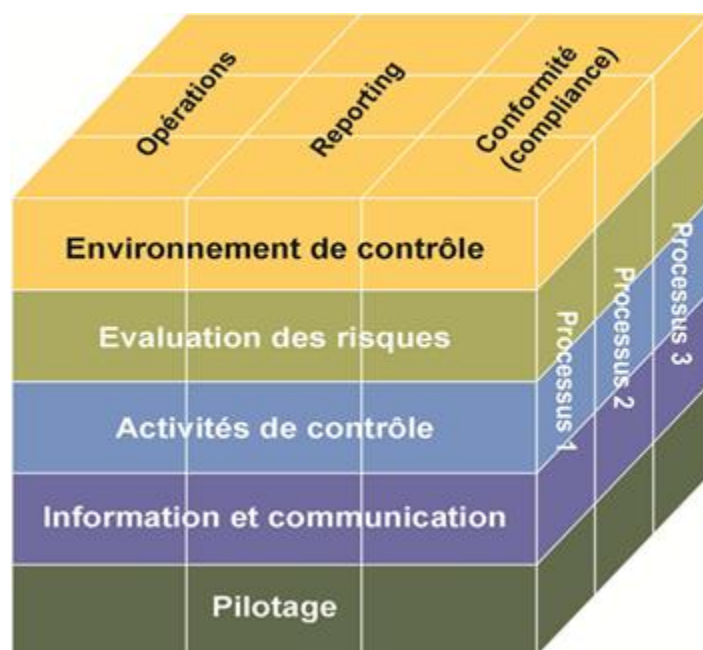 Opérations
Reporting
Conformité
(compliance)
Environnement de contrôle
Evaluation des risques
Activités de contrôle
Information et communication
Pilotage
Processus 1
Processus 2
Processus 3